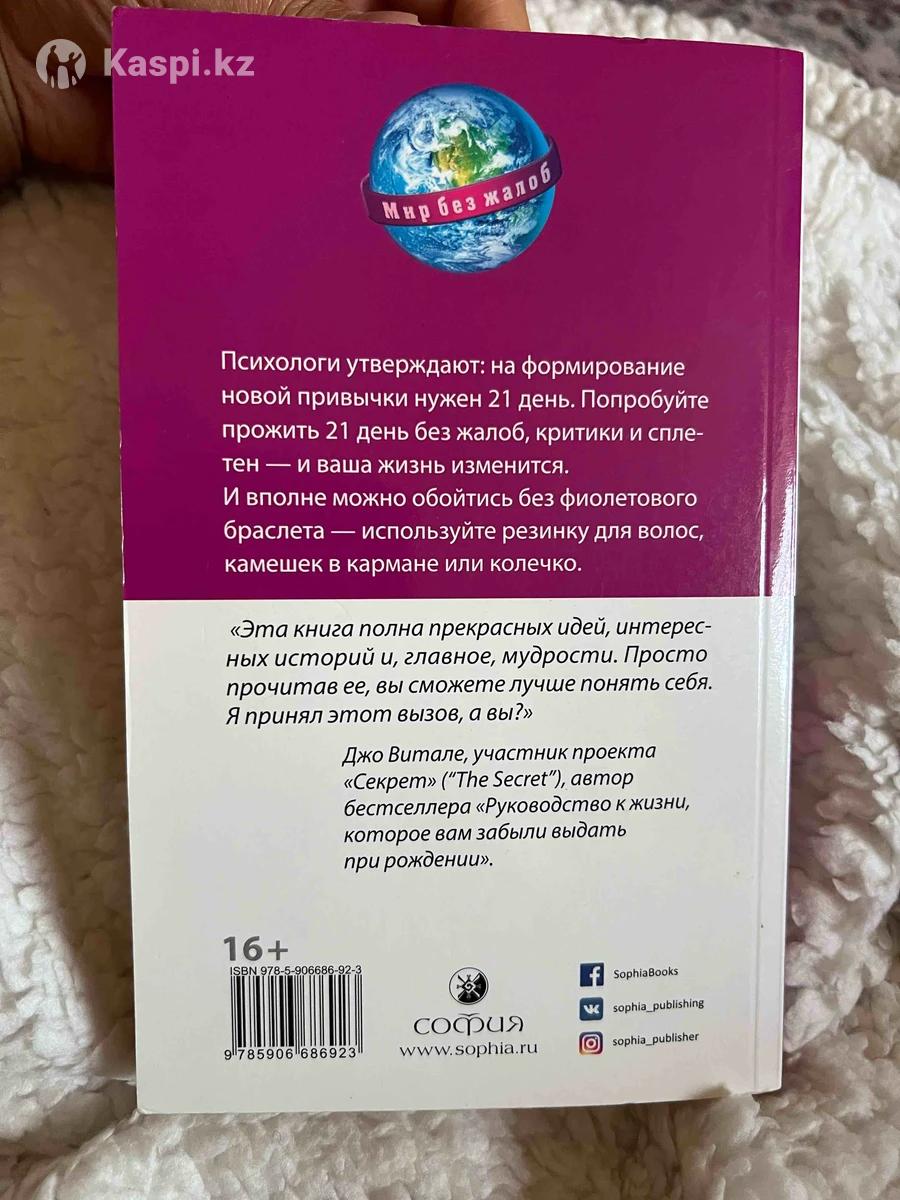 Kaspi.kz
Мир без жалоб
Психологи утверждают: на формирование
новой привычки нужен 21 день. Попробуйте
прожить 21 день без жалоб, критики и спле-
тен — и ваша жизнь изменится.
И вполне можно обойтись без фиолетового
браслета — используйте резинку для волос,
камешек в кармане или колечко.
«Эта книга полна прекрасных идей, интерес-
ных историй и, главное, мудрости. Просто
прочитав ее, вы сможете лучше понять себя.
Я принял этот вызов, а вы?»
Джо Витале, участник проекта
«Секрет» (“The Secret”), автор
бестселлера «Руководство к жизни,
которое вам забыли выдать
при рождении».
16+
ISBN 978-5-906686-92-3
9 785906 686923
СОФИЯ
www.sophia.ru
SophiaBooks
sophia_publishing
sophia_publisher